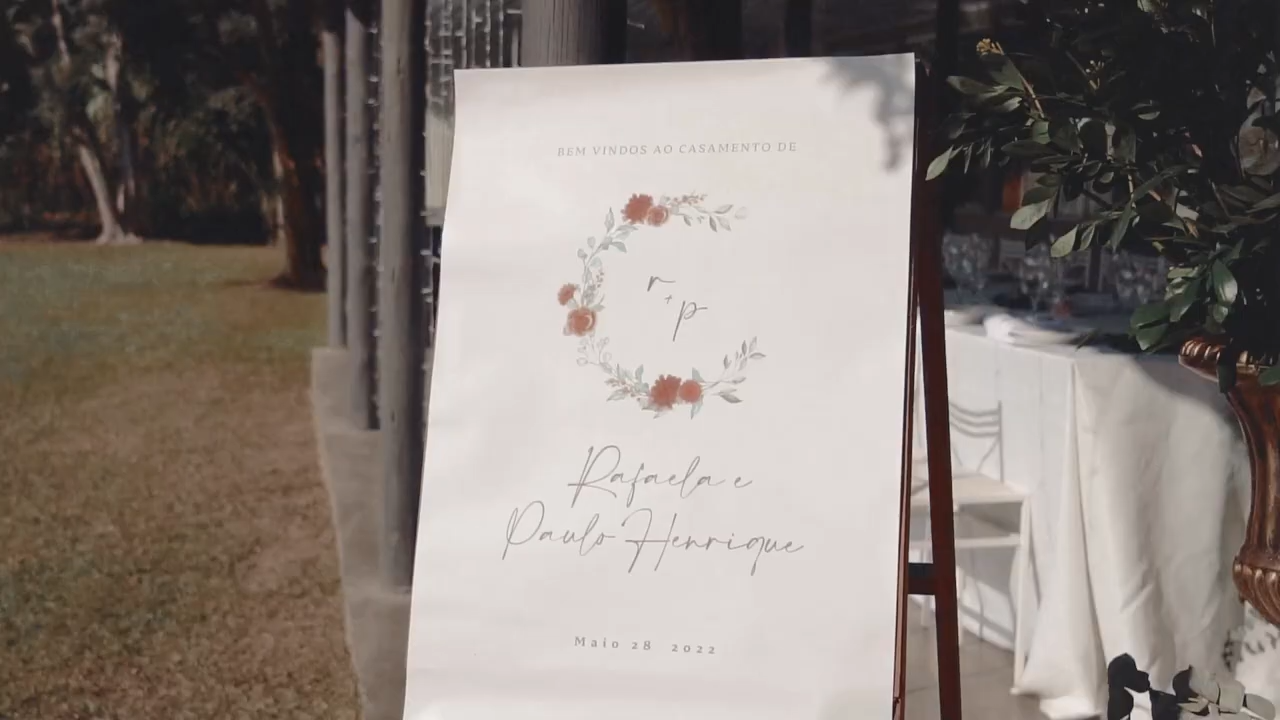 BEM VINDOS AO CASAMENTO DE
r
+
p
Rafaela e
Paulo Henrique
Maio 28 2022